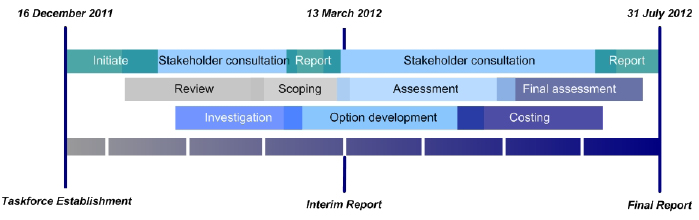 16 December 2011 13 March 2012 31 July 2012
Initiate Stakeholder consultation Report Stakeholder consultation Report
Review Scoping Assessment Final assessment
Investigation Option development Costing
Taskforce Establishment Interim Report Final Report